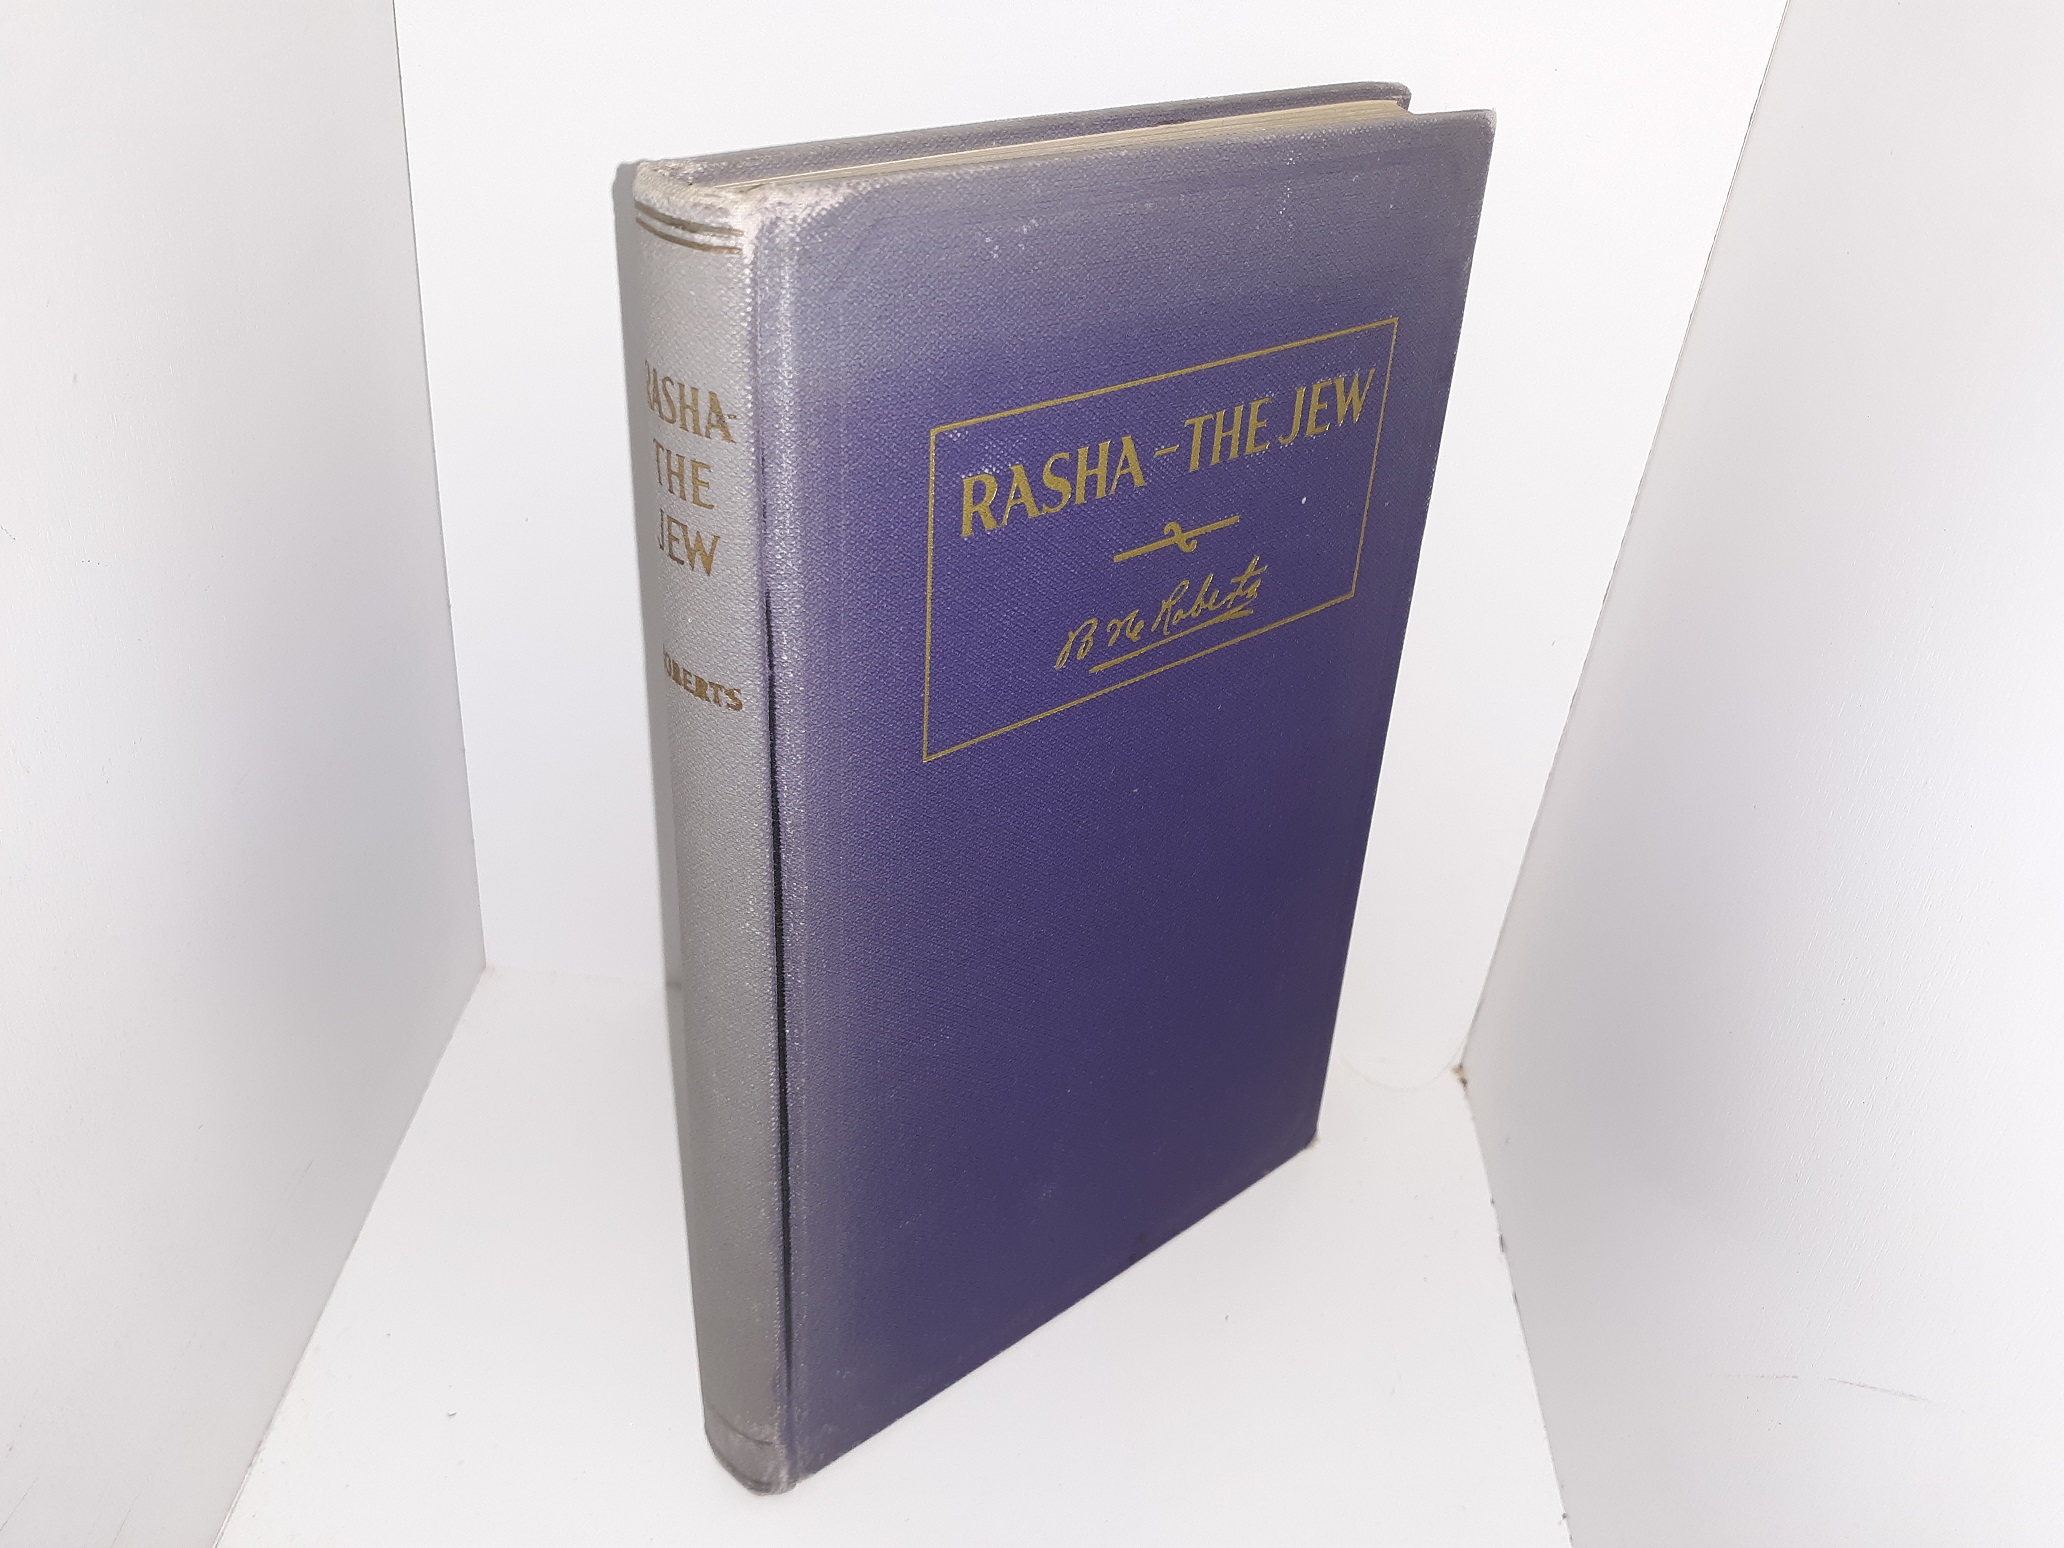 RASHA-
THE
JEW
ROBERTS
RASHA-THE JEW
B H Roberts